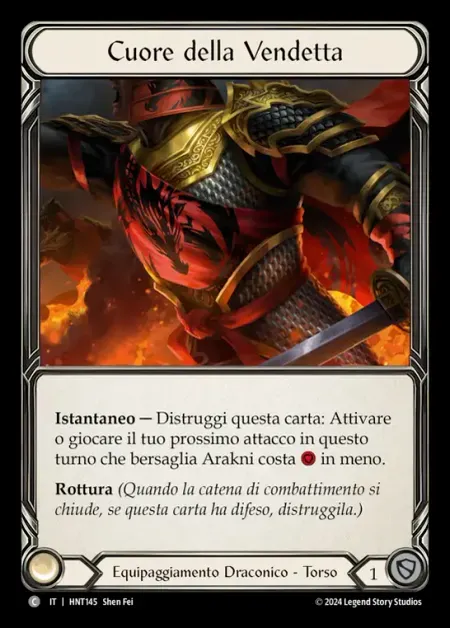 Cuore della Vendetta
Istantaneo — Distruggi questa carta: Attivare
o giocare il tuo prossimo attacco in questo
turno che bersaglia Arakni costa in meno.
Rottura (Quando la catena di combattimento si
chiude, se questa carta ha difeso, distruggila.)
Equipaggiamento Draconico - Torso
1
C IT | HNT145 Shen Fei
© 2024 Legend Story Studios